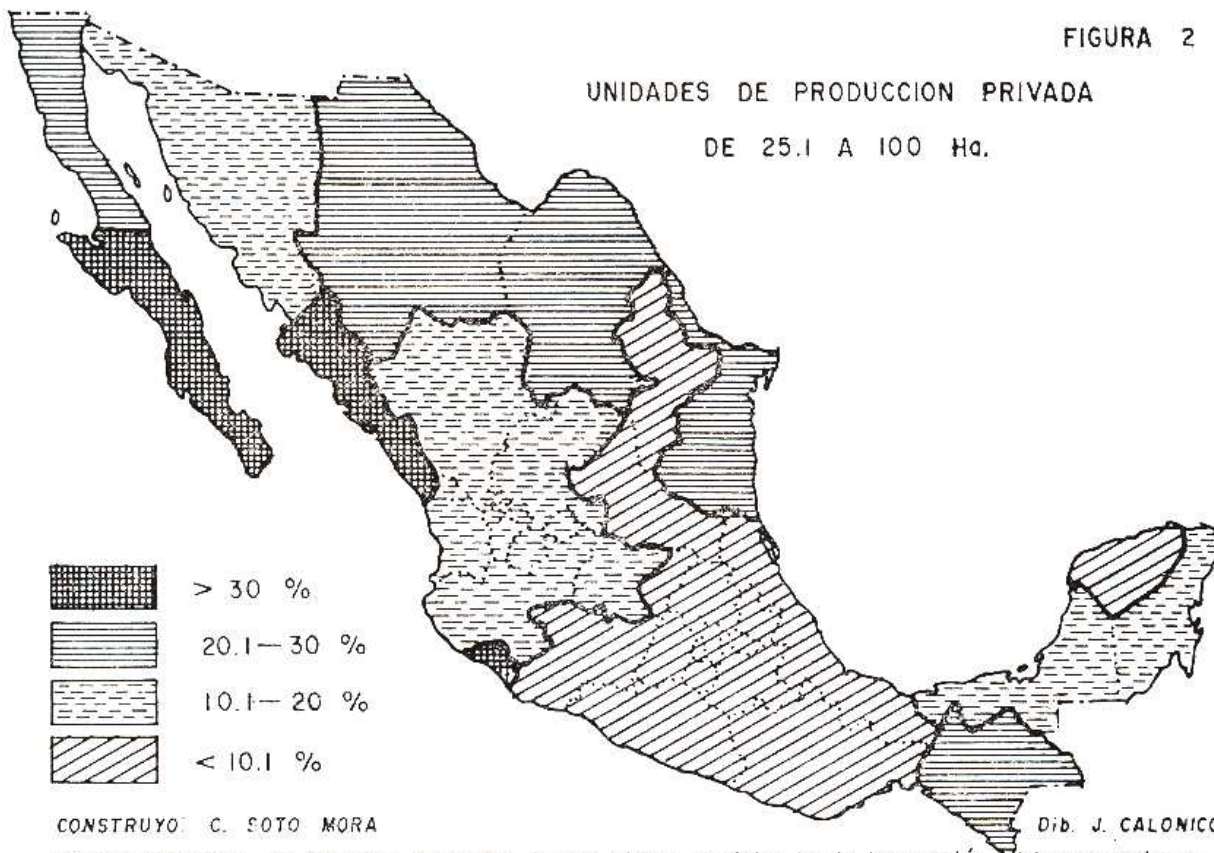 FIGURA 2
UNIDADES DE PRODUCCION PRIVADA
DE 25.1 A 100 Ha.
> 30 %
20.1—30 %
10.1—20 %
< 10.1 %
CONSTRUYO: C. SOTO MORA
Dib. J. CALONICO